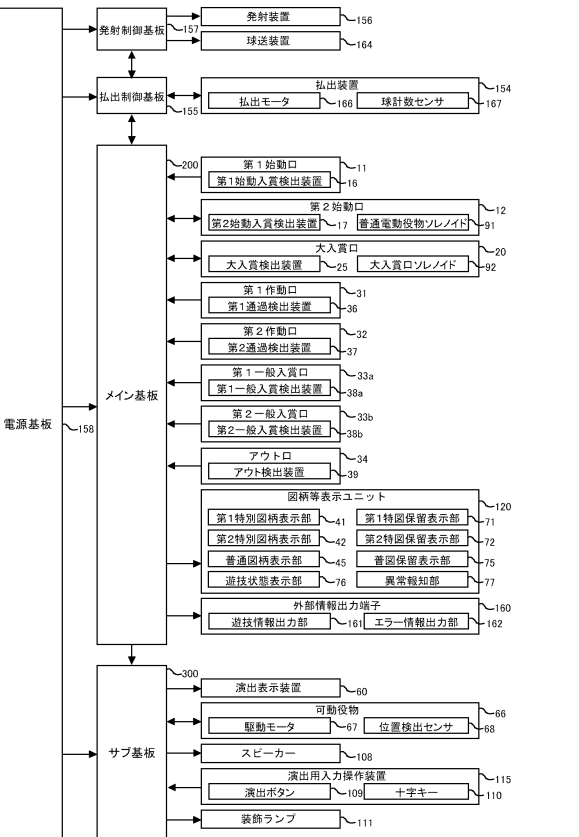 発射装置
156
発射制御基板
157
球送装置
164
払出装置
154
払出制御基板
155
払出モータ
166
球計数センサ
167
200
第1始動口
11
第1始動入賞検出装置
16
第2始動口
12
第2始動入賞検出装置
17
普通電動役物ソレノイド
91
大入賞口
20
大入賞検出装置
25
大入賞口ソレノイド
92
第1作動口
31
第1通過検出装置
36
第2作動口
32
第2通過検出装置
37
第1一般入賞口
33a
第1一般入賞検出装置
38a
メイン基板
第2一般入賞口
33b
第2一般入賞検出装置
38b
電源基板
158
アウト口
34
アウト検出装置
39
図柄等表示ユニット
120
第1特別図柄表示部
41
第1特図保留表示部
71
第2特別図柄表示部
42
第2特図保留表示部
72
普通図柄表示部
45
普図保留表示部
75
遊技状態表示部
76
異常報知部
77
外部情報出力端子
160
遊技情報出力部
161
エラー情報出力部
162
300
演出表示装置
60
可動役物
66
駆動モータ
67
位置検出センサ
68
サブ基板
スピーカー
108
演出用入力操作装置
115
演出ボタン
109
十字キー
110
装飾ランプ
111